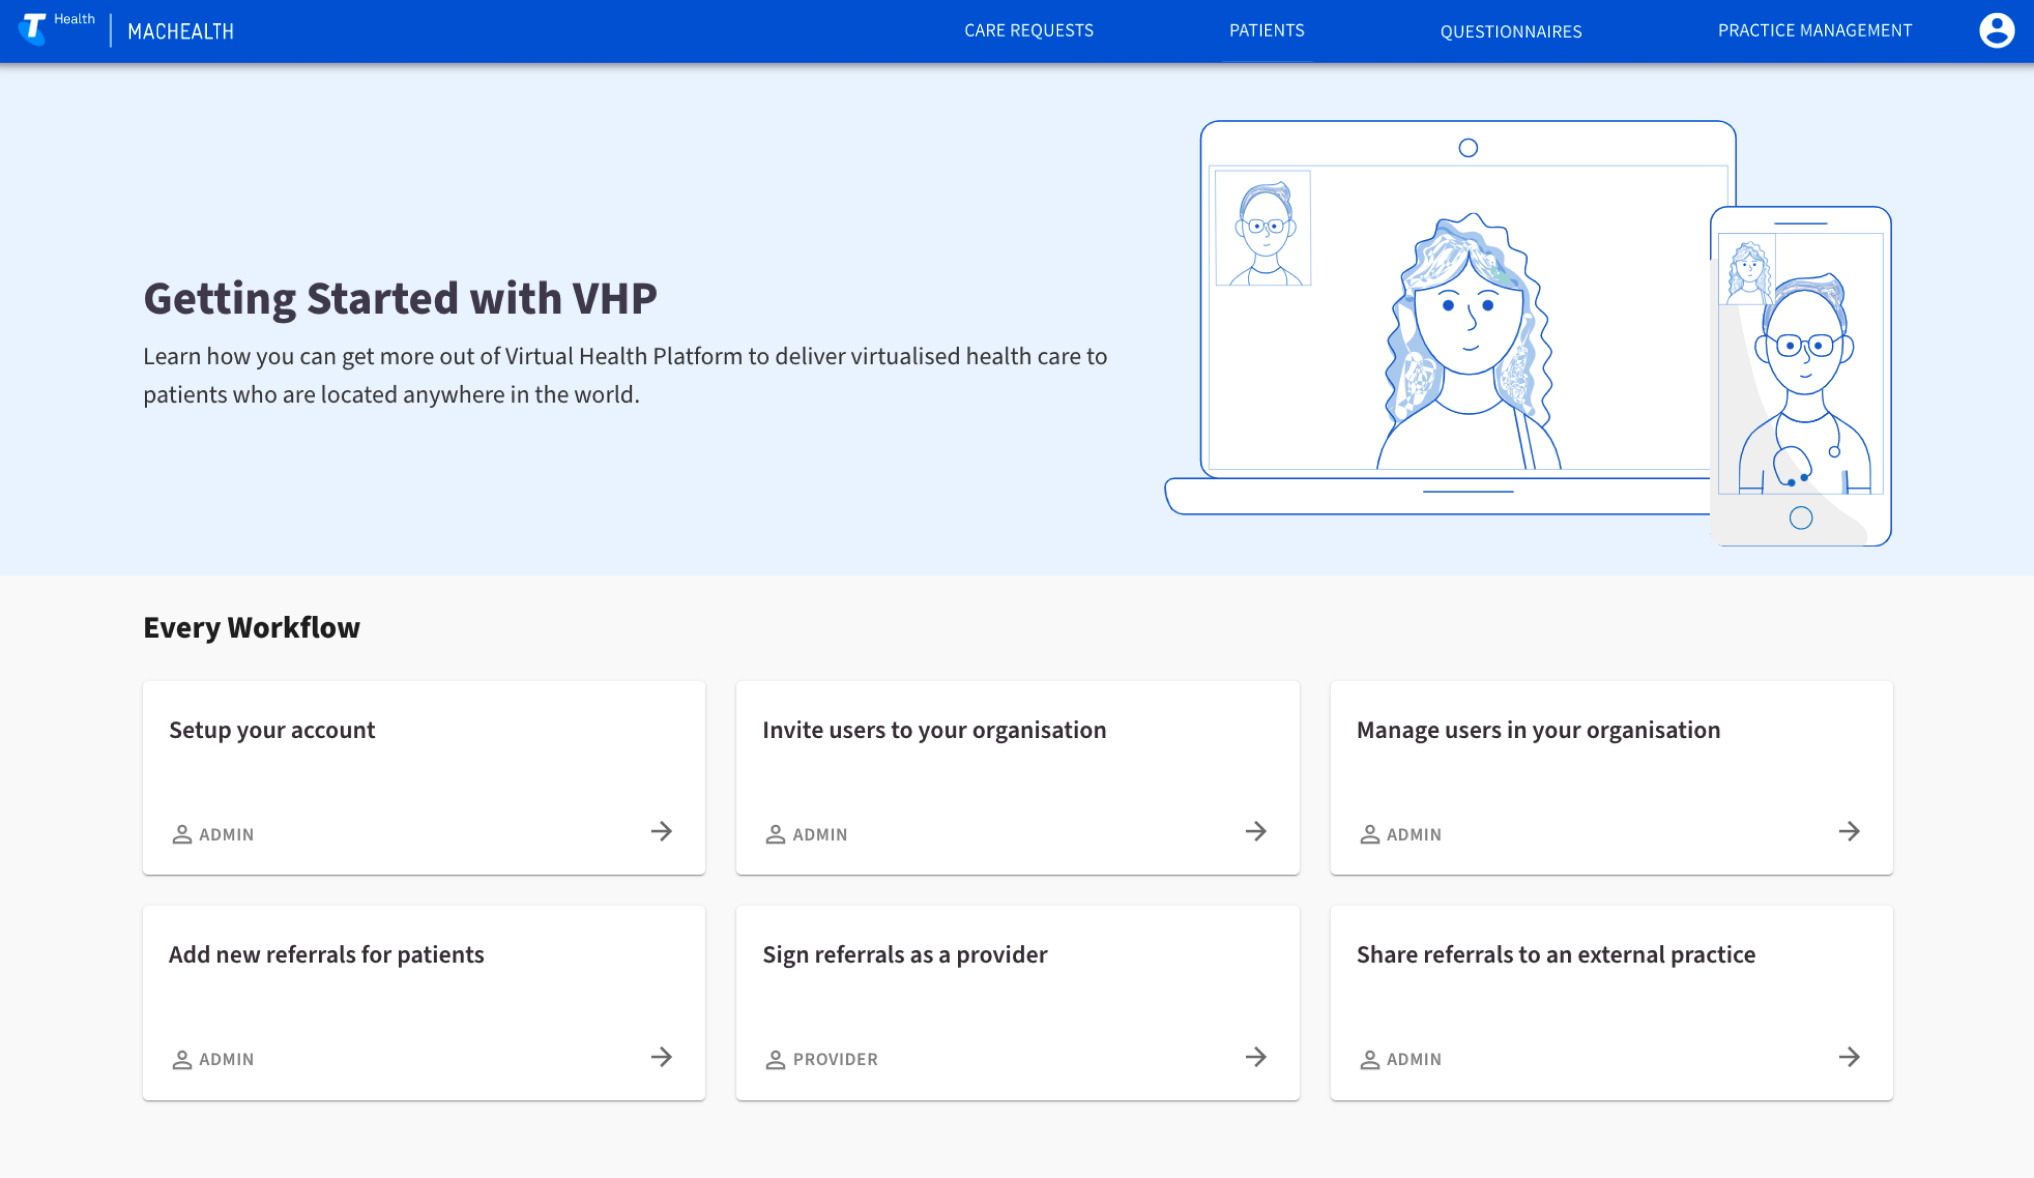 T Health
MACHEALTH
CARE REQUESTS
PATIENTS
QUESTIONNAIRES
PRACTICE MANAGEMENT
Getting Started with VHP
Learn how you can get more out of Virtual Health Platform to deliver virtualised health care to
patients who are located anywhere in the world.
Every Workflow
Setup your account
ADMIN
Invite users to your organisation
ADMIN
Manage users in your organisation
ADMIN
Add new referrals for patients
ADMIN
Sign referrals as a provider
PROVIDER
Share referrals to an external practice
ADMIN